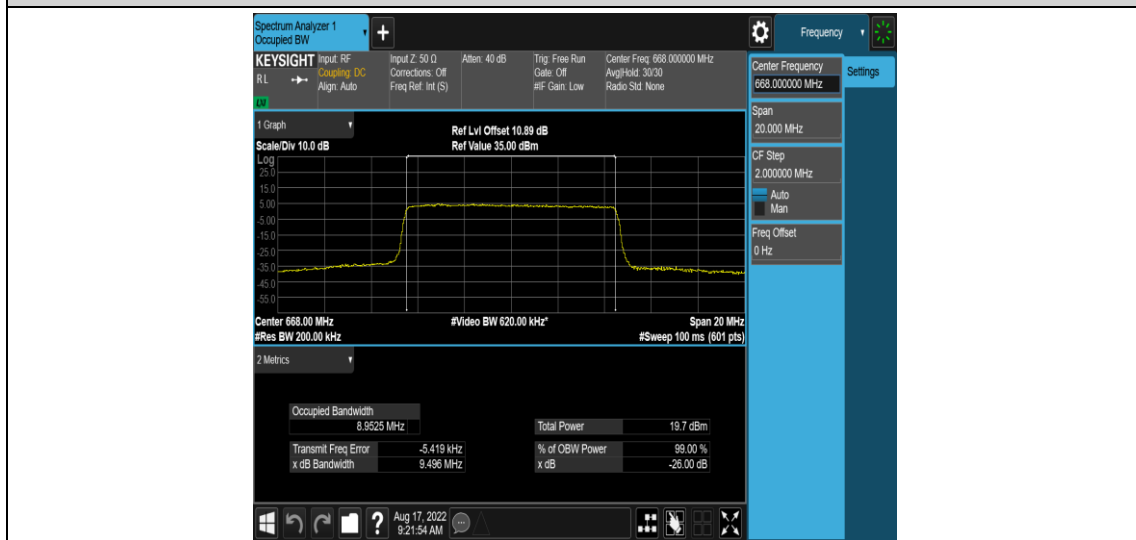 Spectrum Analyzer 1
Occupied BW
+
Frequency
KEYSIGHT
RL
LXI
Input: RF
Coupling: DC
Align: Auto
Input Z: 50 Ω
Corrections: Off
Freq Ref: Int (S)
Atten: 40 dB
Trig: Free Run
Gate: Off
#IF Gain: Low
Center Freq: 668.000000 MHz
Avg|Hold: 30/30
Radio Std: None
Center Frequency
668.000000 MHz
Settings
Span
20.000 MHz
CF Step
2.000000 MHz
Auto
Man
Freq Offset
0 Hz
1 Graph
Ref Lvl Offset 10.89 dB
Scale/Div 10.0 dB
Ref Value 35.00 dBm
Log
25.0
15.0
5.00
-5.00
-15.0
-25.0
-35.0
-45.0
-55.0
Center 668.00 MHz
#Video BW 620.00 kHz*
Span 20 MHz
#Res BW 200.00 kHz
#Sweep 100 ms (601 pts)
2 Metrics
Occupied Bandwidth
8.9525 MHz
Total Power 19.7 dBm
Transmit Freq Error -5.419 kHz
% of OBW Power 99.00 %
x dB Bandwidth 9.496 MHz
x dB -26.00 dB
?
Aug 17, 2022
9:21:54 AM